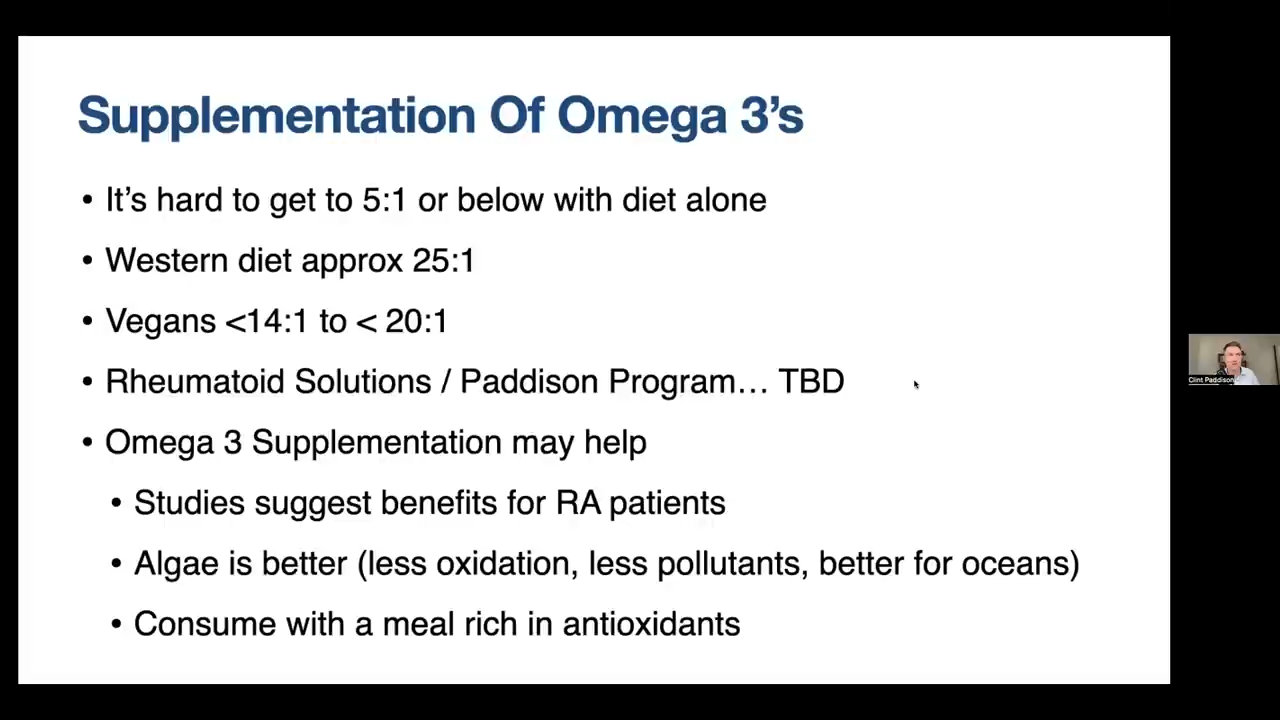 Supplementation Of Omega 3’s
• It’s hard to get to 5:1 or below with diet alone
• Western diet approx 25:1
• Vegans <14:1 to < 20:1
• Rheumatoid Solutions / Paddison Program… TBD
• Omega 3 Supplementation may help
• Studies suggest benefits for RA patients
• Algae is better (less oxidation, less pollutants, better for oceans)
• Consume with a meal rich in antioxidants
Clint Paddison